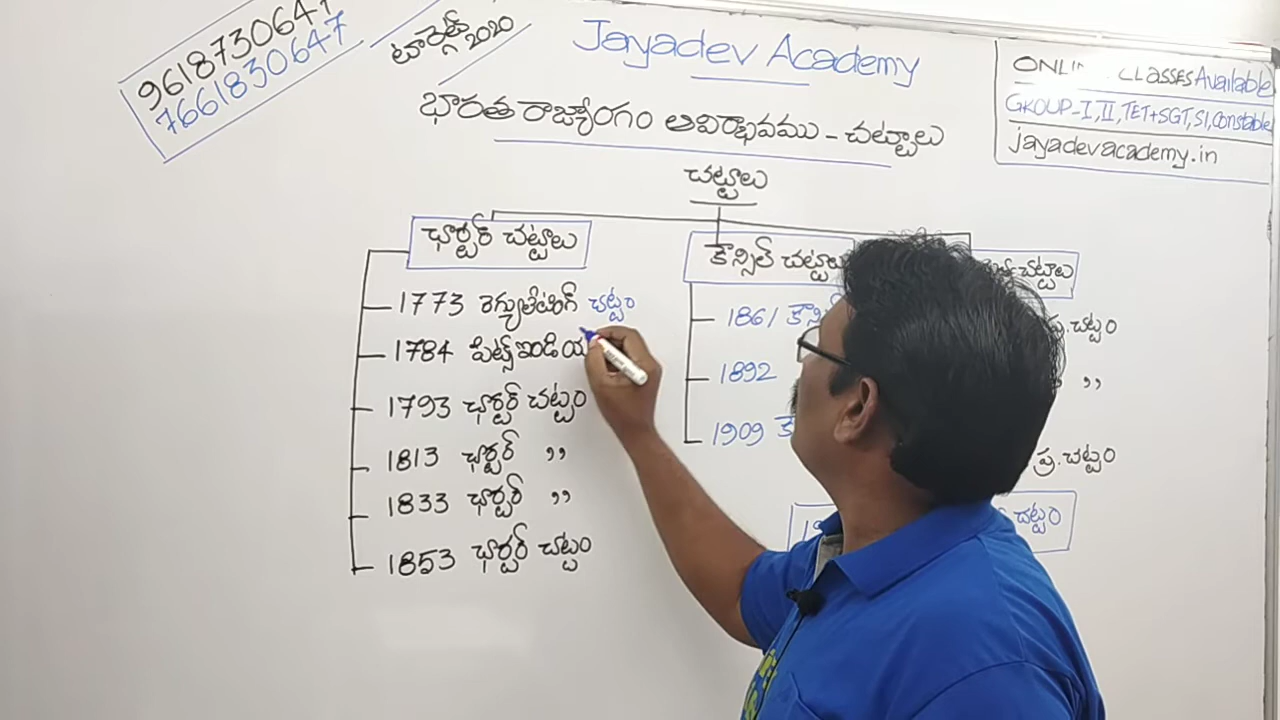 9618730647
7661830647
టార్గెట్ 2020
Jayadev Academy
భారత రాజ్యాంగం ఆవిర్భావము - చట్టాలు
ONLI CLASSES Available
GROUP-I, II, TET+SGT, SI, Constable
jayadevacademy.in
చట్టాలు
ఛార్టర్ చట్టాలు
1773 రెగ్యులేటింగ్ చట్టం
1784 పిట్స్ ఇండియ
1793 ఛార్టర్ చట్టం
1813 ఛార్టర్ ,,
1833 ఛార్టర్ ,,
1853 ఛార్టర్ చట్టం
కౌన్సిల్ చట్టాలు
1861 కౌన్సి
1892
1909 కౌ
చట్టాలు
ప్ర.చట్టం
,,
ప్ర.చట్టం
చట్టం